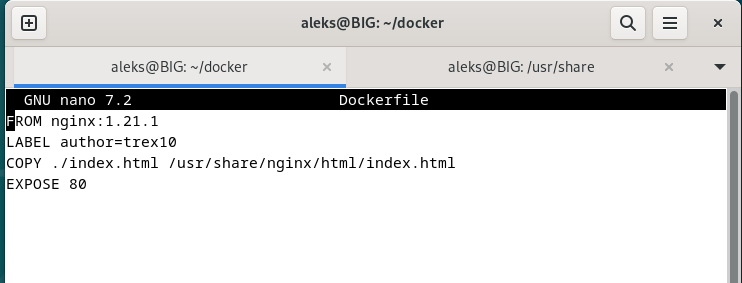 aleks@BIG: ~/docker
aleks@BIG: ~/docker
aleks@BIG: /usr/share
GNU nano 7.2 Dockerfile
FROM nginx:1.21.1
LABEL author=trex10
COPY ./index.html /usr/share/nginx/html/index.html
EXPOSE 80